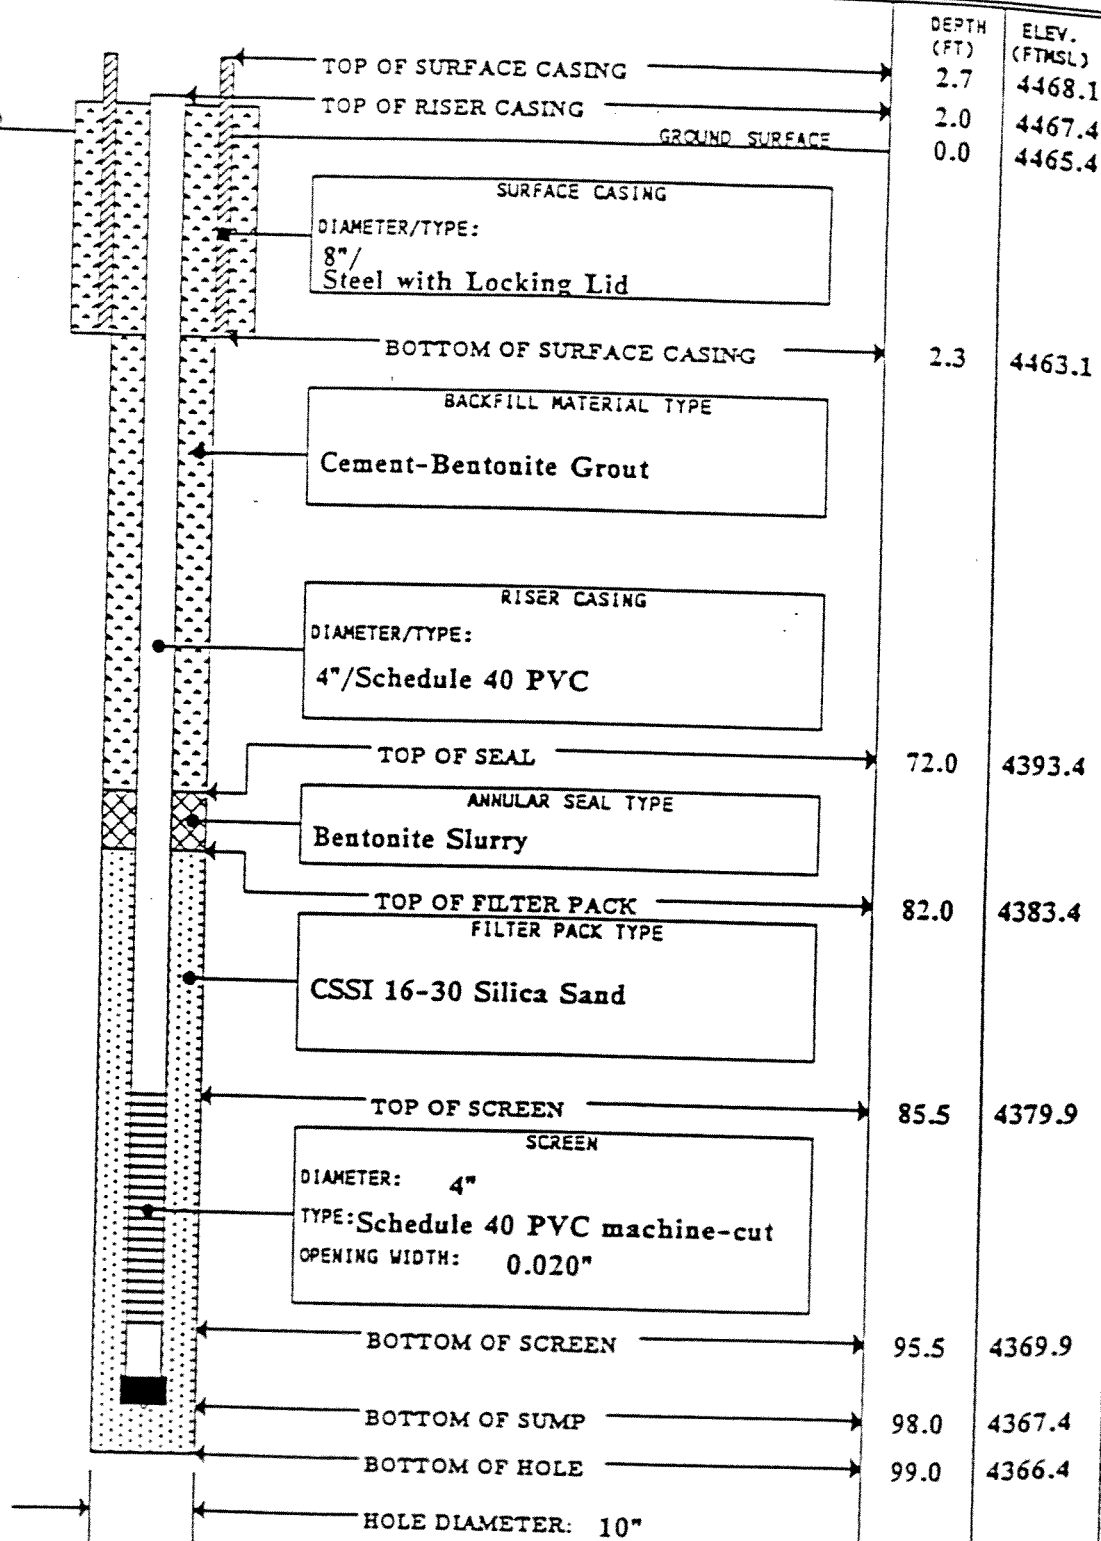 DEPTH (FT) ELEV. (FTMSL)
TOP OF SURFACE CASING 2.7 4468.1
TOP OF RISER CASING 2.0 4467.4
GROUND SURFACE 0.0 4465.4
SURFACE CASING
DIAMETER/TYPE:
8"/
Steel with Locking Lid
BOTTOM OF SURFACE CASING 2.3 4463.1
BACKFILL MATERIAL TYPE
Cement-Bentonite Grout
RISER CASING
DIAMETER/TYPE:
4"/Schedule 40 PVC
TOP OF SEAL 72.0 4393.4
ANNULAR SEAL TYPE
Bentonite Slurry
TOP OF FILTER PACK 82.0 4383.4
FILTER PACK TYPE
CSSI 16-30 Silica Sand
TOP OF SCREEN 85.5 4379.9
SCREEN
DIAMETER: 4"
TYPE: Schedule 40 PVC machine-cut
OPENING WIDTH: 0.020"
BOTTOM OF SCREEN 95.5 4369.9
BOTTOM OF SUMP 98.0 4367.4
BOTTOM OF HOLE 99.0 4366.4
HOLE DIAMETER: 10"